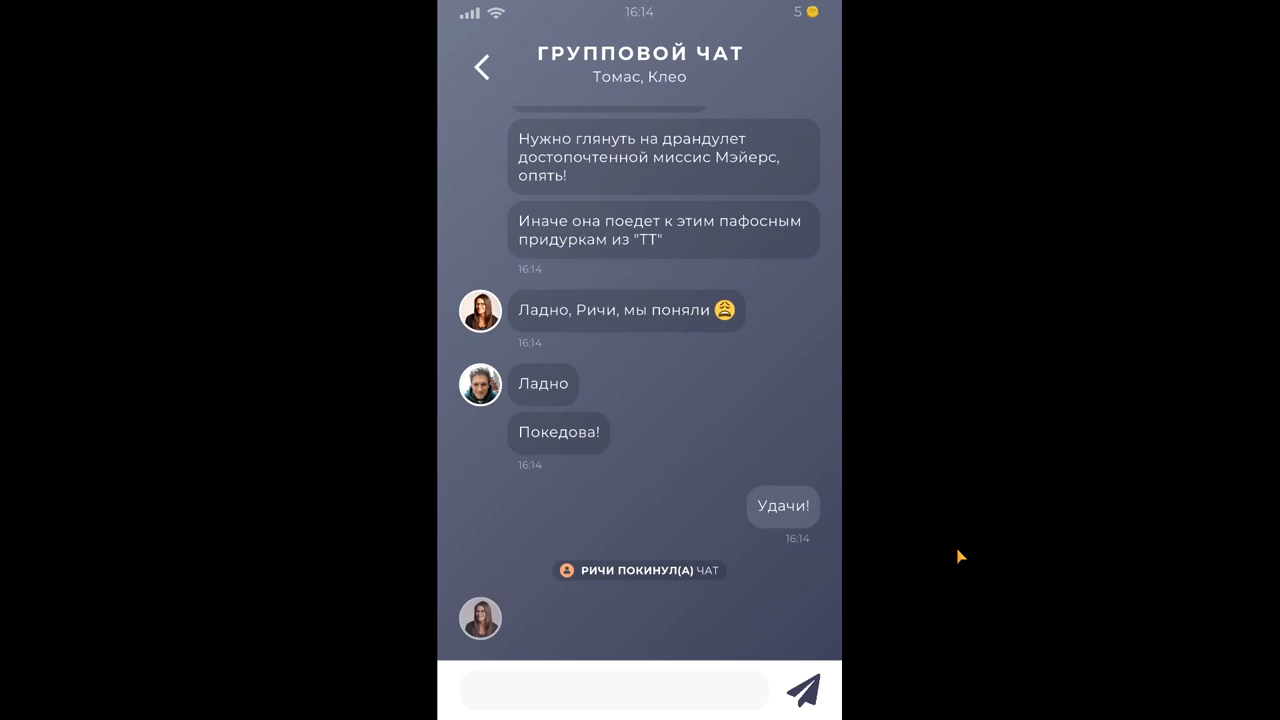 16:14
5
ГРУППОВОЙ ЧАТ
Томас, Клео
Нужно глянуть на драндулет
достопочтенной миссис Мэйерс,
опять!
Иначе она поедет к этим пафосным
придуркам из "ТТ"
16:14
Ладно, Ричи, мы поняли
16:14
Ладно
Покедова!
16:14
Удачи!
16:14
РИЧИ ПОКИНУЛ(А) ЧАТ